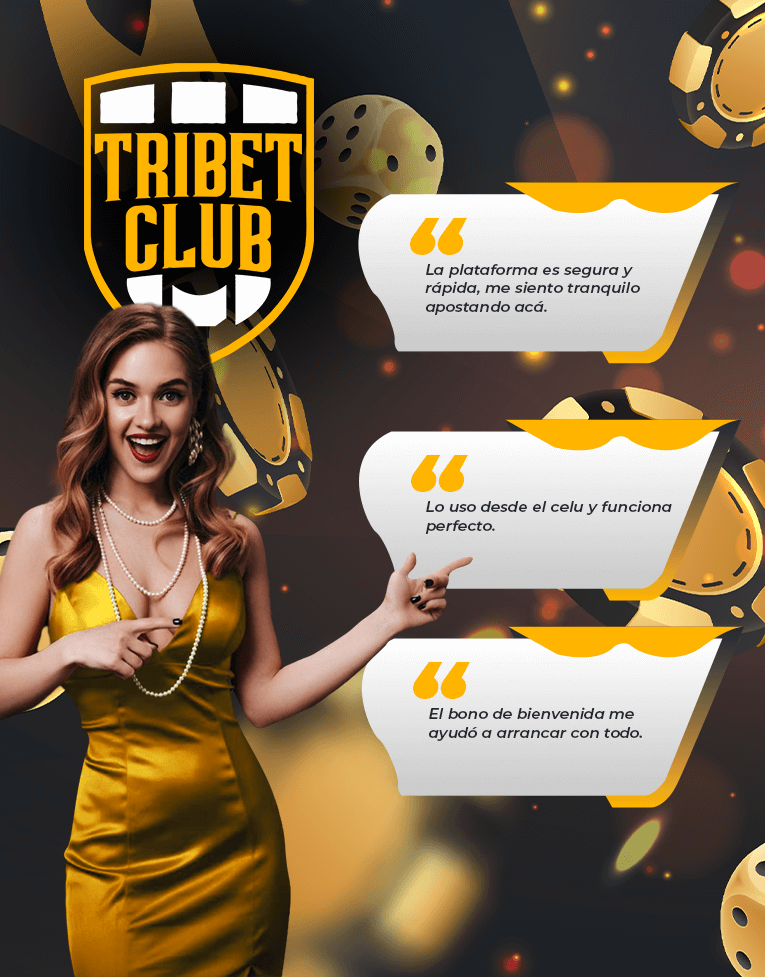 TRIBET
CLUB
La plataforma es segura y
rápida, me siento tranquilo
apostando acá.
Lo uso desde el celu y funciona
perfecto.
El bono de bienvenida me
ayudó a arrancar con todo.